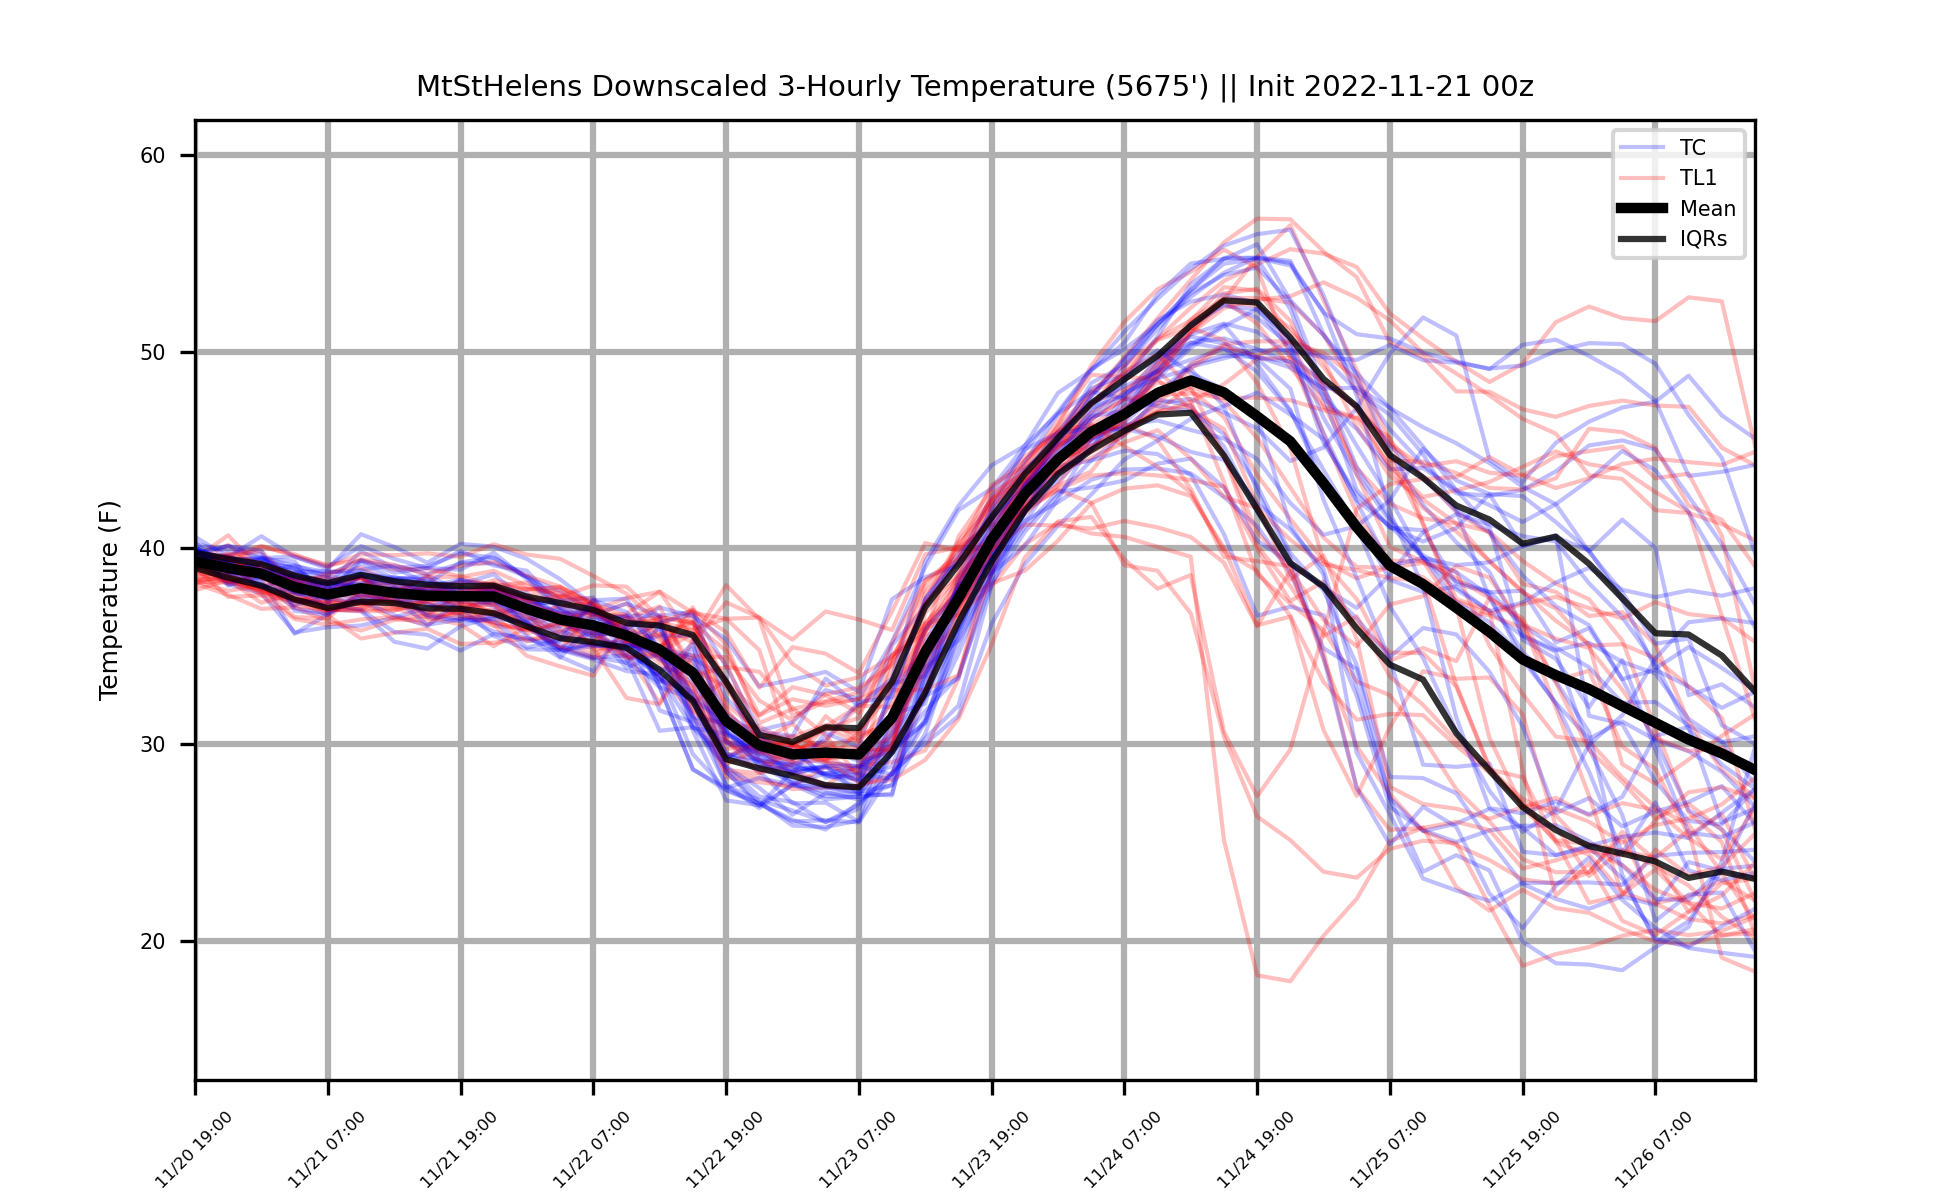 MtStHelens Downscaled 3-Hourly Temperature (5675') || Init 2022-11-21 00z
TC
TL1
Mean
IQRs
Temperature (F)
60
50
40
30
20
11/20 19:00
11/21 07:00
11/21 19:00
11/22 07:00
11/22 19:00
11/23 07:00
11/23 19:00
11/24 07:00
11/24 19:00
11/25 07:00
11/25 19:00
11/26 07:00